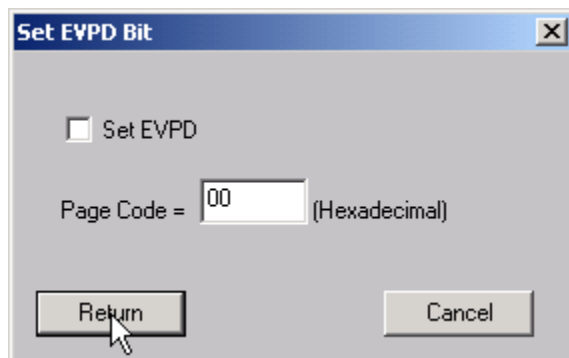 Set EVPD Bit
Set EVPD
Page Code = 00 (Hexadecimal)
Return Cancel